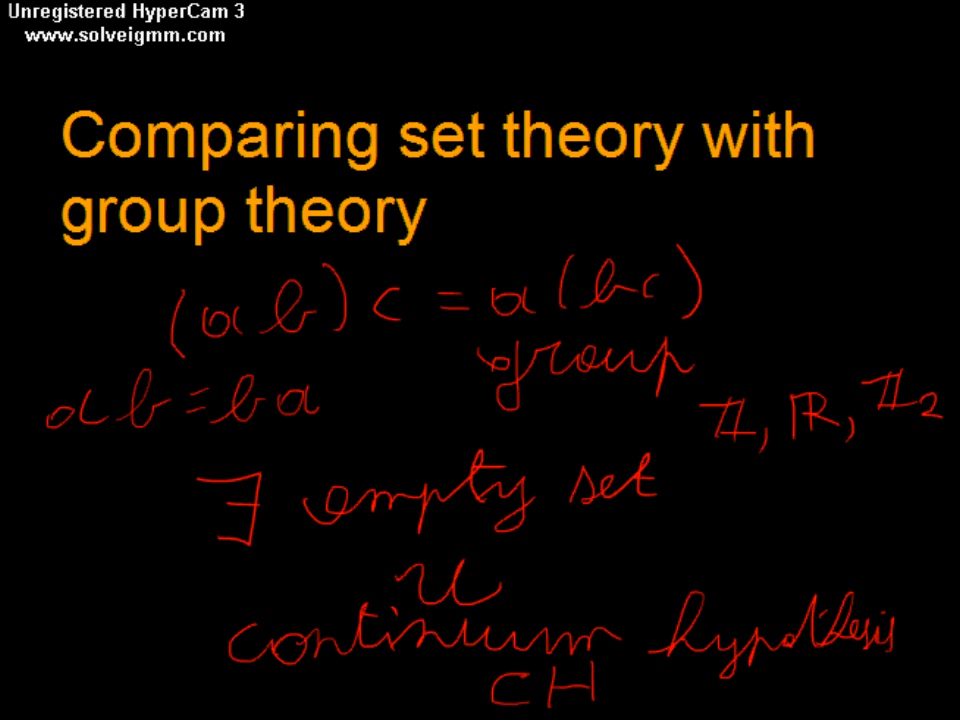 Unregistered HyperCam 3
www.solveigmm.com
Comparing set theory with
group theory
(ab)c = a(bc)
group
ab = ba
ℤ, ℝ, ℤ₂
∃ empty set
continuum hypothesis
CH